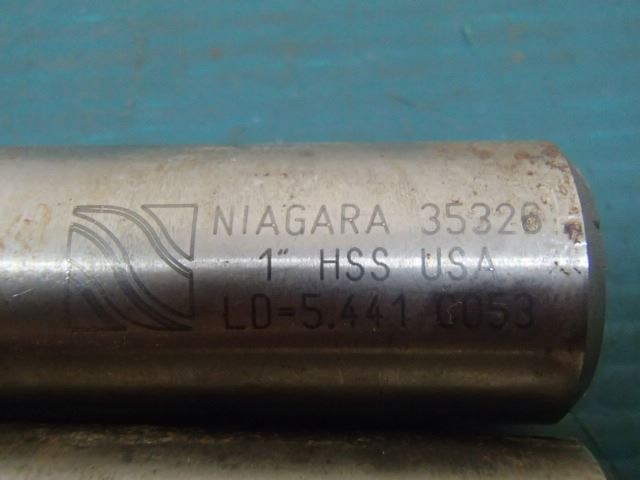 NIAGARA 35320
1" HSS USA
LD=5.441 C053